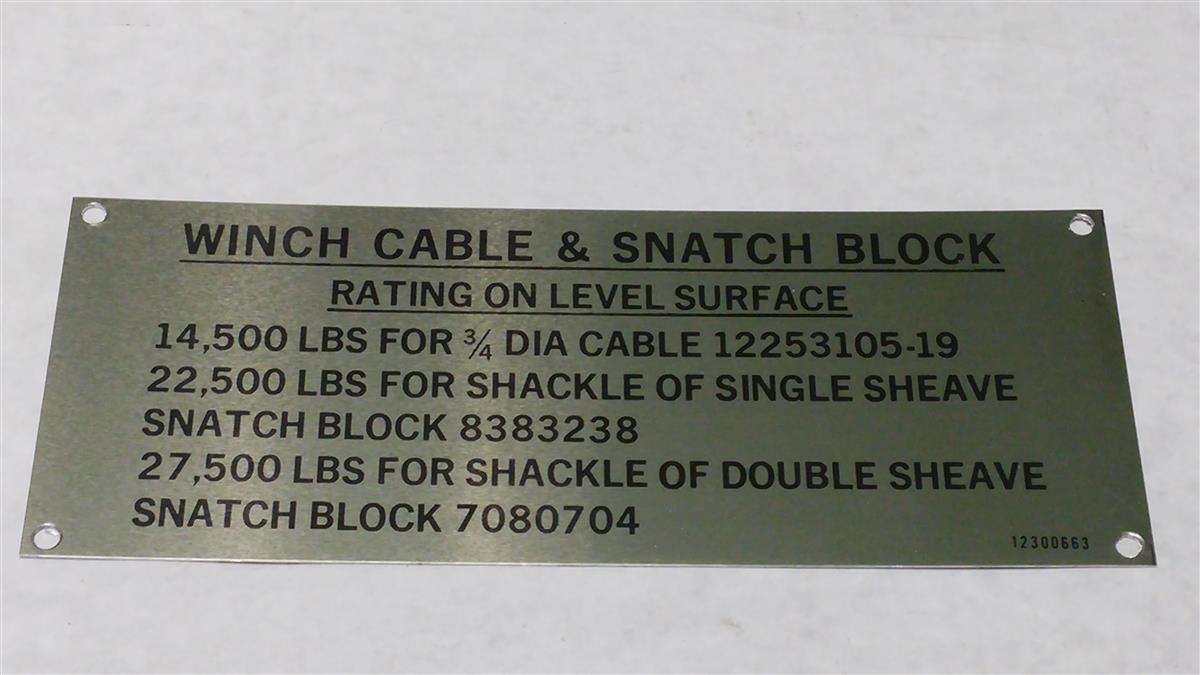 WINCH CABLE & SNATCH BLOCK
RATING ON LEVEL SURFACE
14,500 LBS FOR ¾ DIA CABLE 12253105-19
22,500 LBS FOR SHACKLE OF SINGLE SHEAVE
SNATCH BLOCK 8383238
27,500 LBS FOR SHACKLE OF DOUBLE SHEAVE
SNATCH BLOCK 7080704
12300663